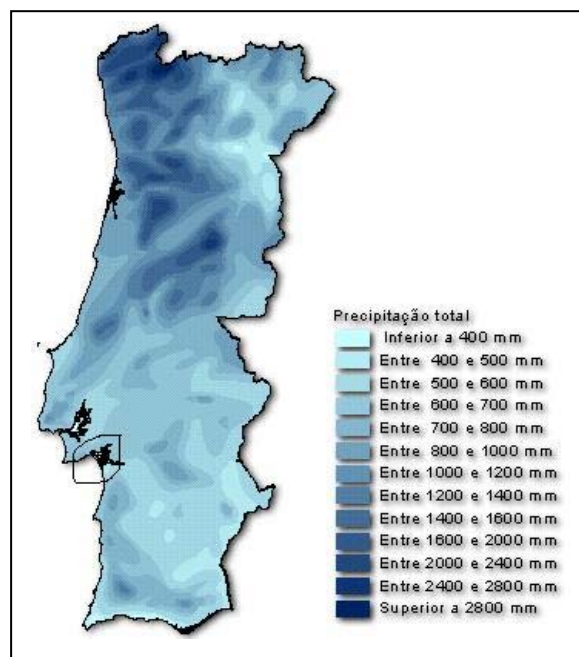 Precipitação total
Inferior a 400 mm
Entre 400 e 500 mm
Entre 500 e 600 mm
Entre 600 e 700 mm
Entre 700 e 800 mm
Entre 800 e 1000 mm
Entre 1000 e 1200 mm
Entre 1200 e 1400 mm
Entre 1400 e 1600 mm
Entre 1600 e 2000 mm
Entre 2000 e 2400 mm
Entre 2400 e 2800 mm
Superior a 2800 mm